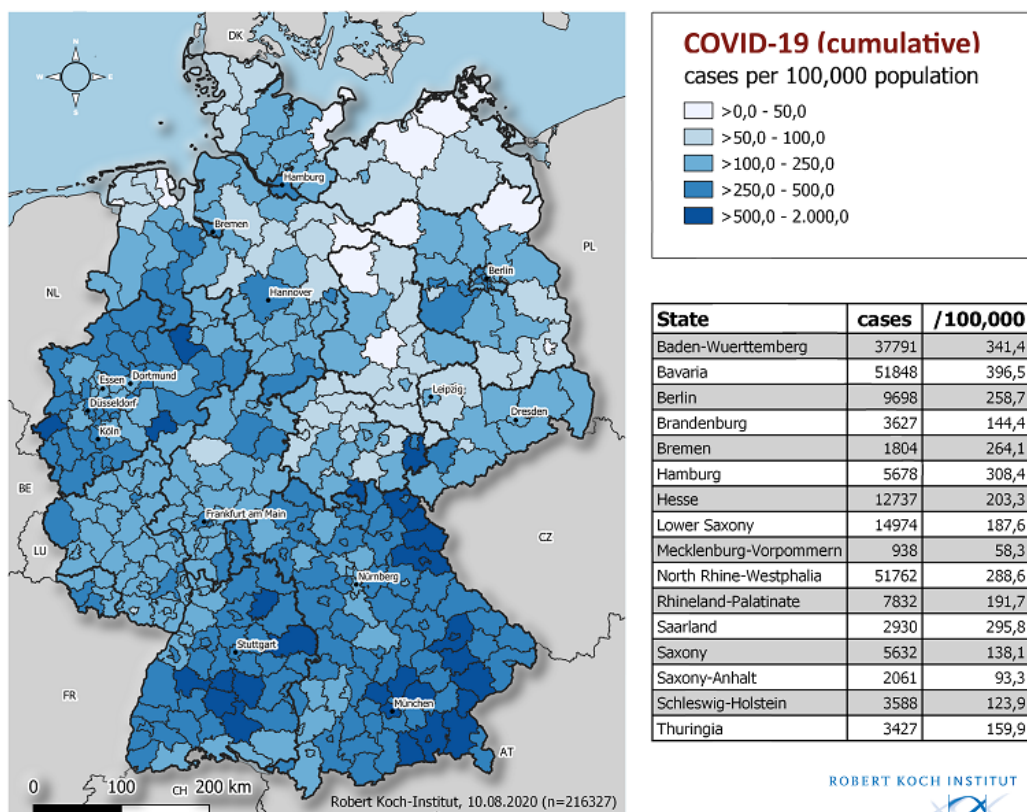 DK
N
W E
S
Hamburg
Bremen
PL
Berlin
NL
Hannover
Essen
Dortmund
Düsseldorf
Leipzig
Dresden
Köln
BE
Frankfurt am Main
LU
CZ
Nürnberg
Stuttgart
FR
München
AT
0 100 200 km
CH
Robert Koch-Institut, 10.08.2020 (n=216327)
COVID-19 (cumulative)
cases per 100,000 population
>0,0 - 50,0
>50,0 - 100,0
>100,0 - 250,0
>250,0 - 500,0
>500,0 - 2.000,0
State cases /100,000
Baden-Wuerttemberg 37791 341,4
Bavaria 51848 396,5
Berlin 9698 258,7
Brandenburg 3627 144,4
Bremen 1804 264,1
Hamburg 5678 308,4
Hesse 12737 203,3
Lower Saxony 14974 187,6
Mecklenburg-Vorpommern 938 58,3
North Rhine-Westphalia 51762 288,6
Rhineland-Palatinate 7832 191,7
Saarland 2930 295,8
Saxony 5632 138,1
Saxony-Anhalt 2061 93,3
Schleswig-Holstein 3588 123,9
Thuringia 3427 159,9
ROBERT KOCH INSTITUT